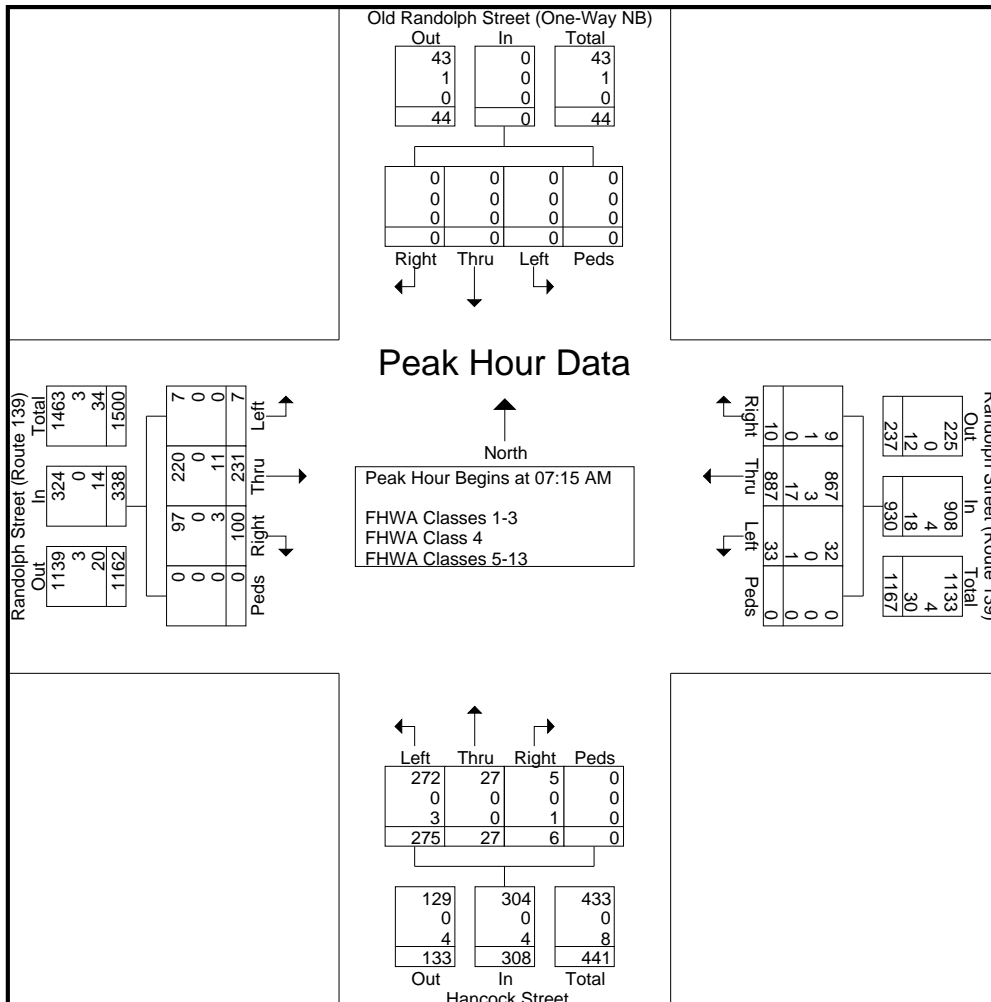 Old Randolph Street (One-Way NB)
Out In Total
43 0 43
1 0 1
0 0 0
44 0 44
0 0 0 0
0 0 0 0
0 0 0 0
0 0 0 0
Right Thru Left Peds
Peak Hour Data
North
Peak Hour Begins at 07:15 AM
FHWA Classes 1-3
FHWA Class 4
FHWA Classes 5-13
Randolph Street (Route 139)
Total In Out
1463 324 1139
3 0 3
34 14 20
1500 338 1162
7 220 97 0
0 0 0 0
0 11 3 0
7 231 100 0
Left Thru Right Peds
Right Thru Left Peds
9 867 32 0
1 3 0 0
0 17 1 0
10 887 33 0
Out In Total
225 908 1133
0 4 4
12 18 30
237 930 1167
Randolph Street (Route 139)
Left Thru Right Peds
272 27 5 0
0 0 0 0
3 0 1 0
275 27 6 0
129 304 433
0 0 0
4 4 8
133 308 441
Out In Total
Hancock Street